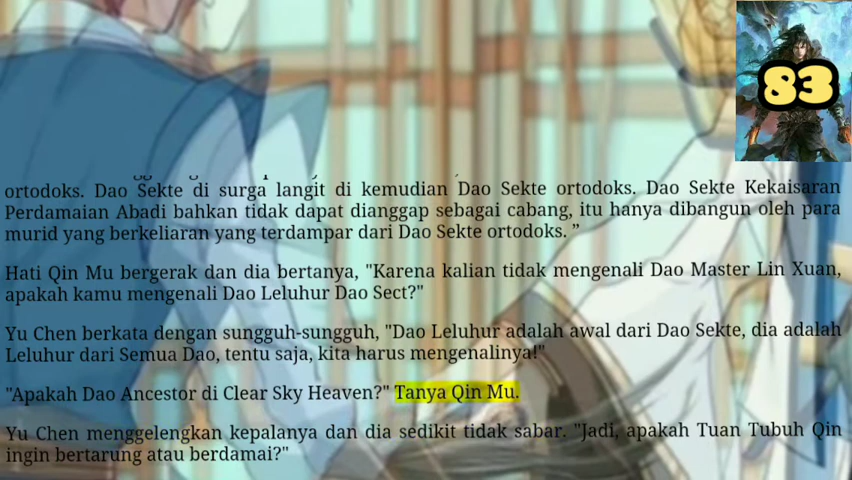 83
ortodoks. Dao Sekte di surga langit di kemudian Dao Sekte ortodoks. Dao Sekte Kekaisaran
Perdamaian Abadi bahkan tidak dapat dianggap sebagai cabang, itu hanya dibangun oleh para
murid yang berkeliaran yang terdampar dari Dao Sekte ortodoks. ”
Hati Qin Mu bergerak dan dia bertanya, "Karena kalian tidak mengenali Dao Master Lin Xuan,
apakah kamu mengenali Dao Leluhur Dao Sect?"
Yu Chen berkata dengan sungguh-sungguh, "Dao Leluhur adalah awal dari Dao Sekte, dia adalah
Leluhur dari Semua Dao, tentu saja, kita harus mengenalinya!"
"Apakah Dao Ancestor di Clear Sky Heaven?" Tanya Qin Mu.
Yu Chen menggelengkan kepalanya dan dia sedikit tidak sabar. "Jadi, apakah Tuan Tubuh Qin
ingin bertarung atau berdamai?"